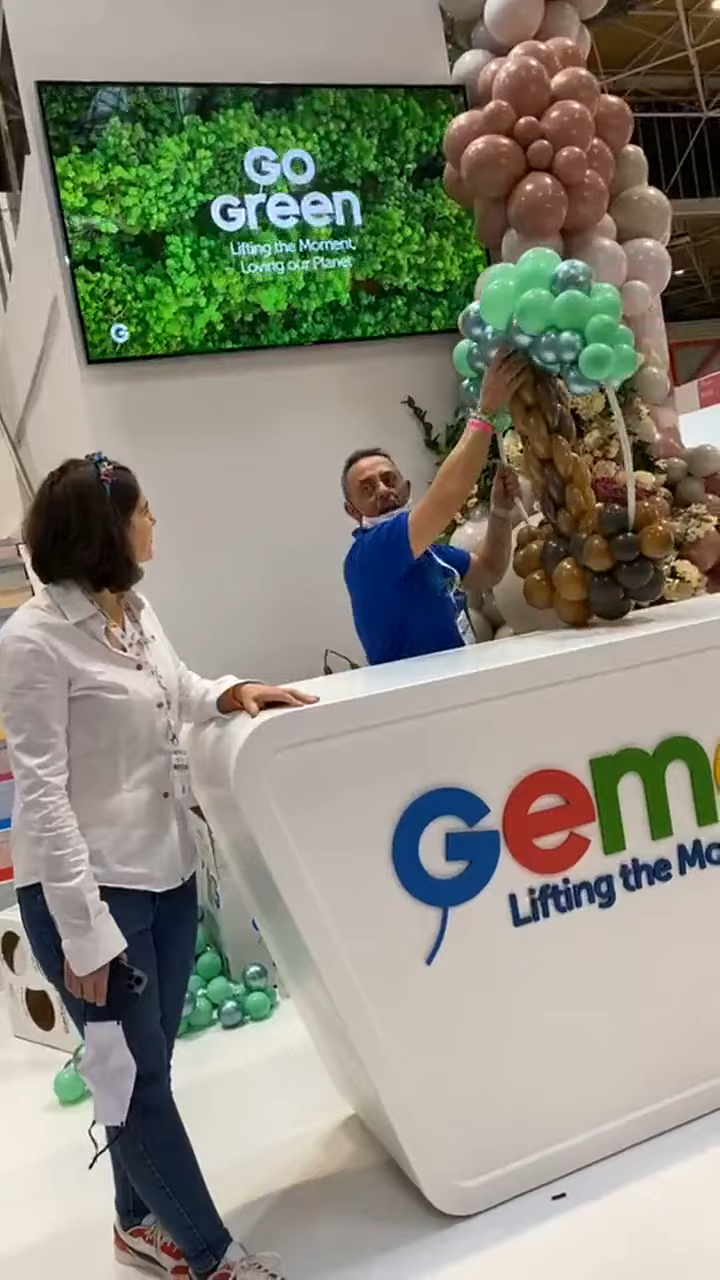 GO
Green
Lifting the Moment,
Loving our Planet
G
Gem
Lifting the Mo